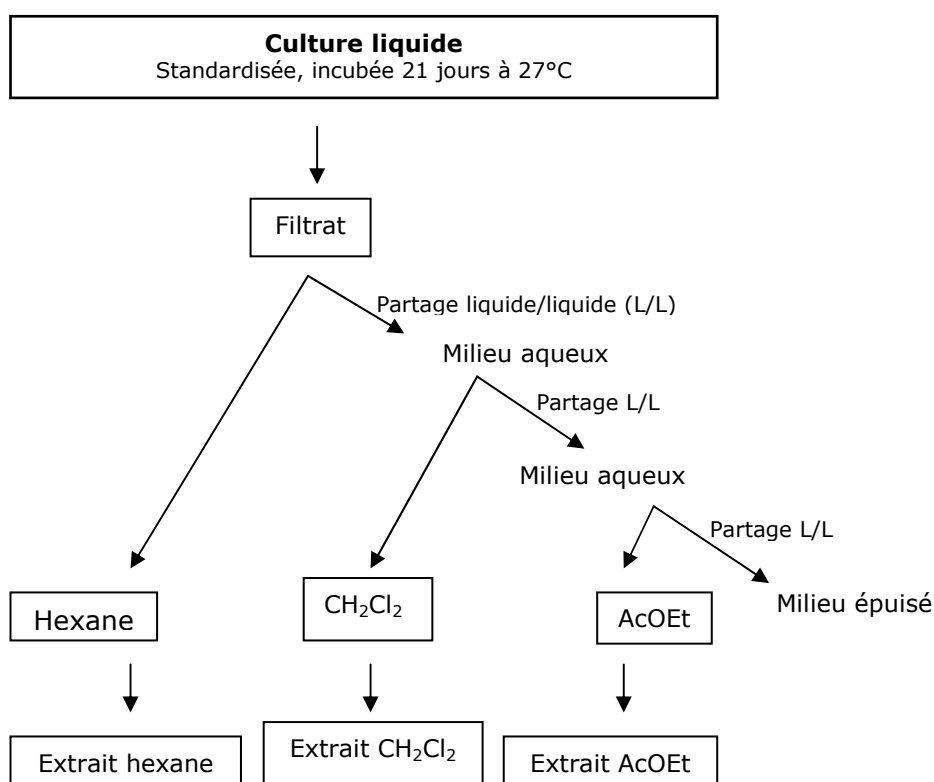 Culture liquide
Standardisée, incubée 21 jours à 27°C
Filtrat
Partage liquide/liquide (L/L)
Milieu aqueux
Partage L/L
Milieu aqueux
Partage L/L
Milieu épuisé
Hexane
CH₂Cl₂
AcOEt
Extrait hexane
Extrait CH₂Cl₂
Extrait AcOEt